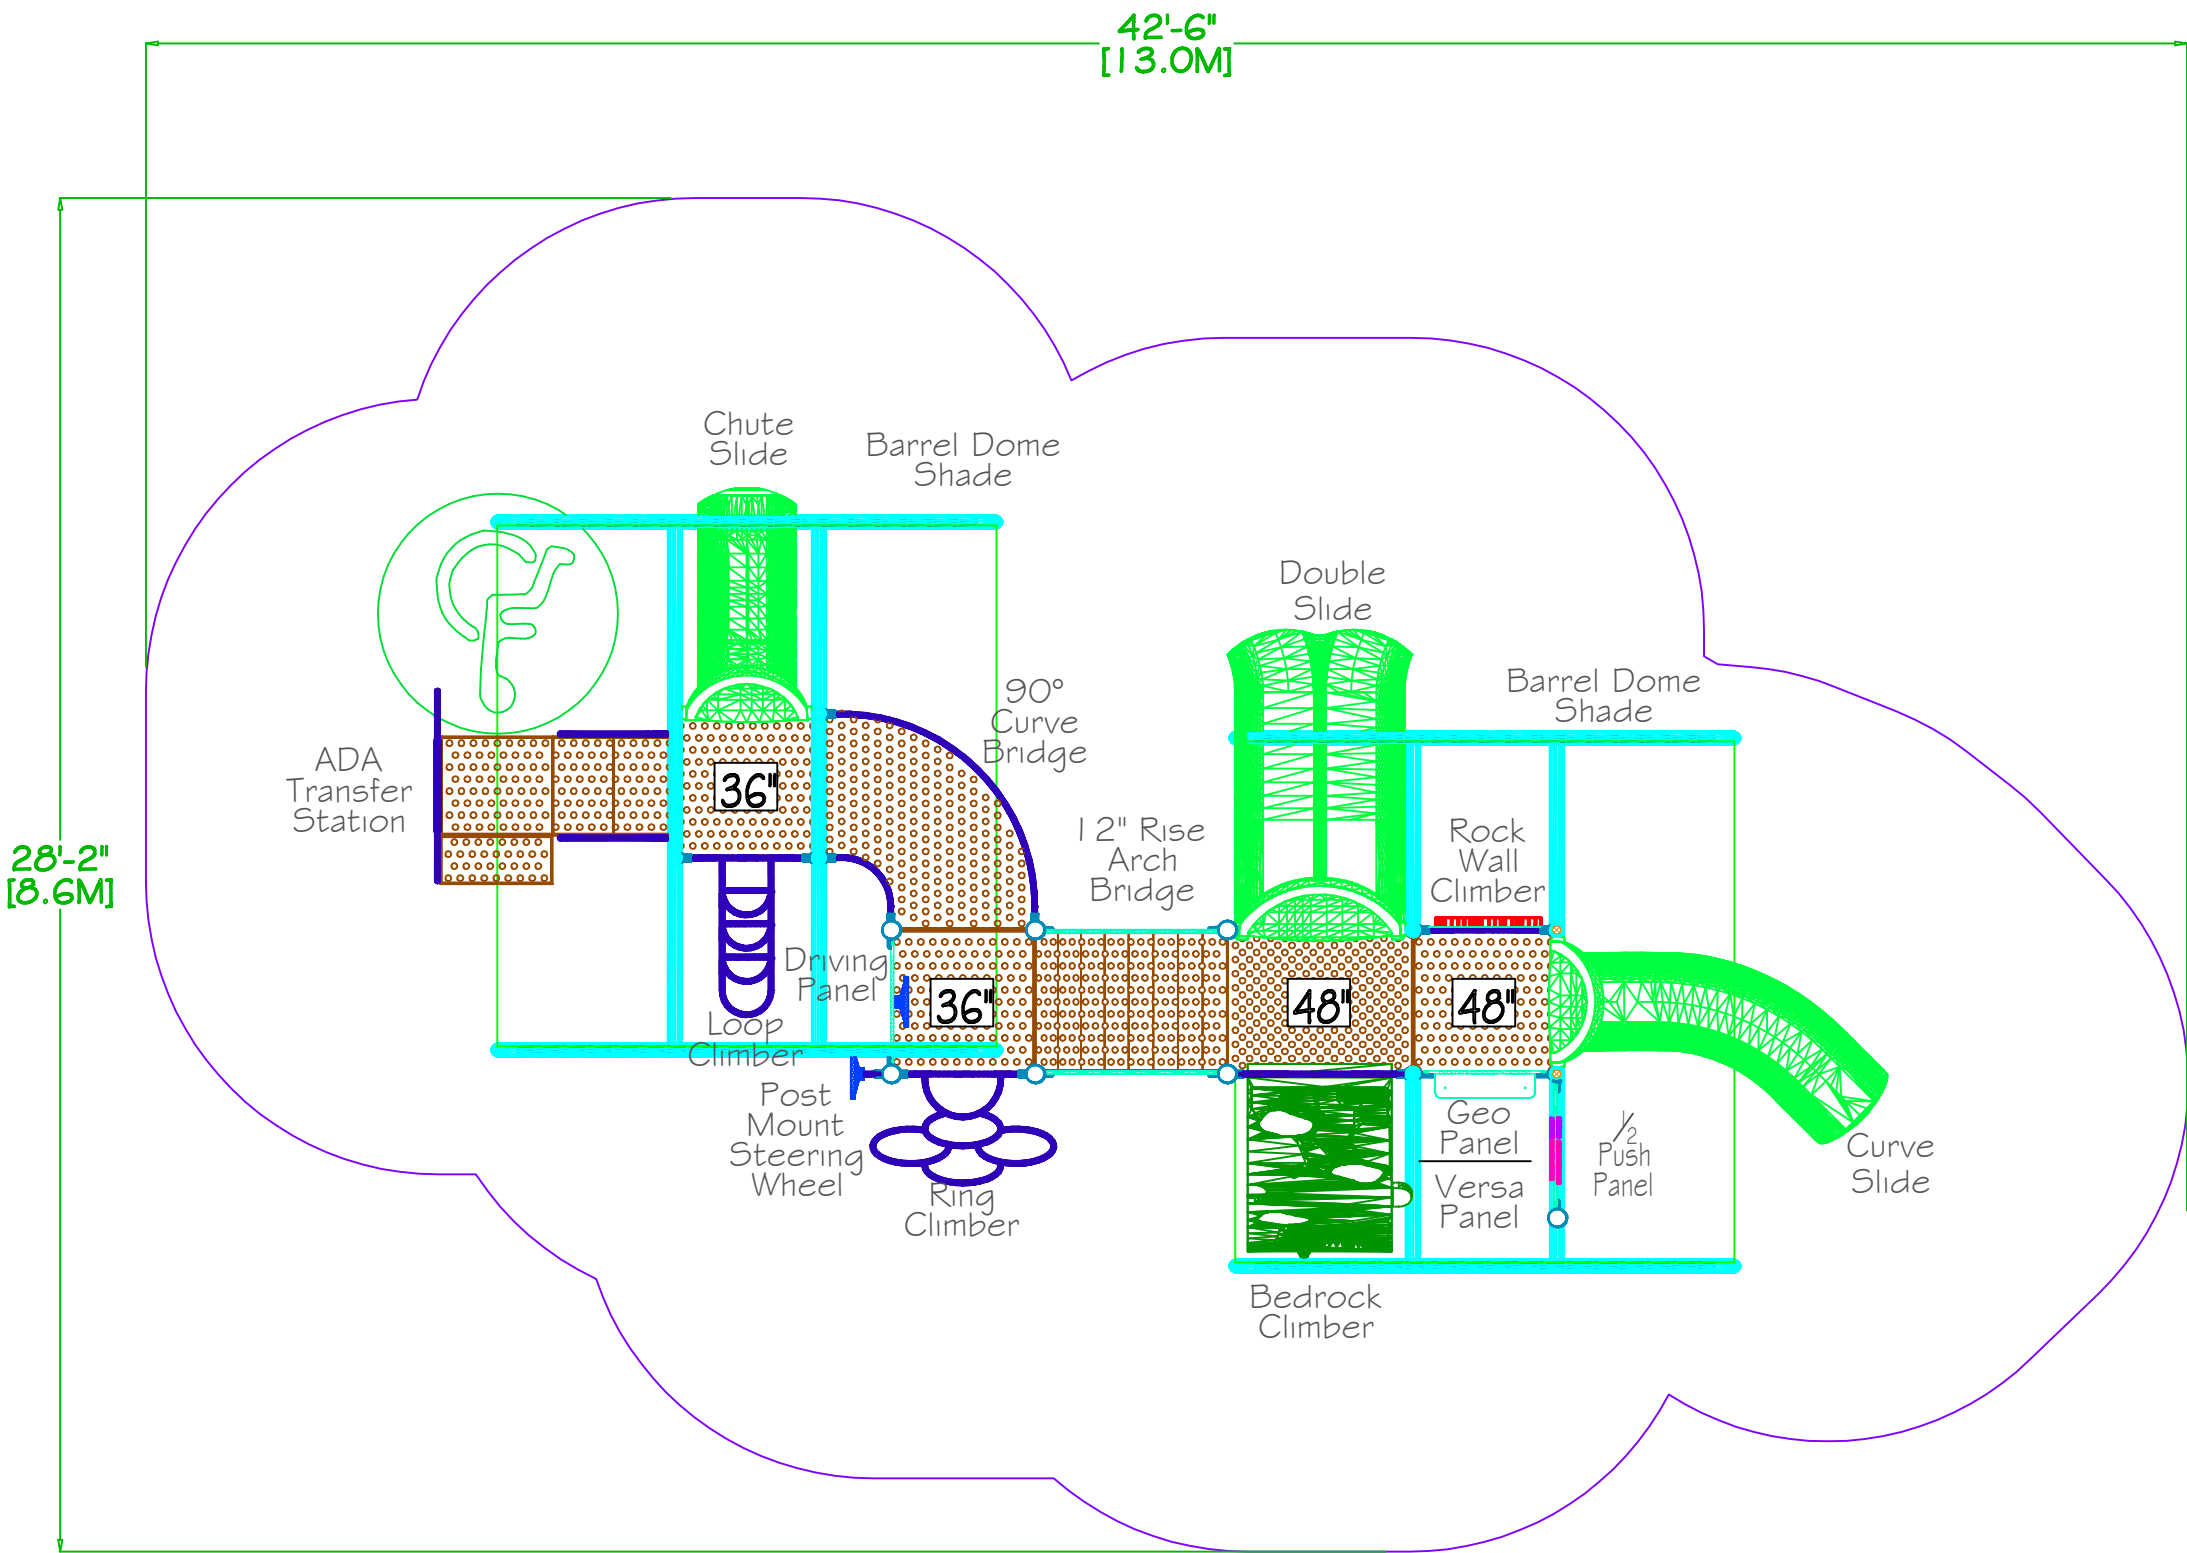 42'-6"
[13.0M]
Chute
Slide
Barrel Dome
Shade
Double
Slide
90°
Curve
Bridge
Barrel Dome
Shade
ADA
Transfer
Station
36"
12" Rise
Arch
Bridge
Rock
Wall
Climber
28'-2"
[8.6M]
Driving
Panel
36"
48"
48"
Loop
Climber
Post
Mount
Steering
Wheel
Ring
Climber
Geo
Panel
Versa
Panel
1/2
Push
Panel
Curve
Slide
Bedrock
Climber